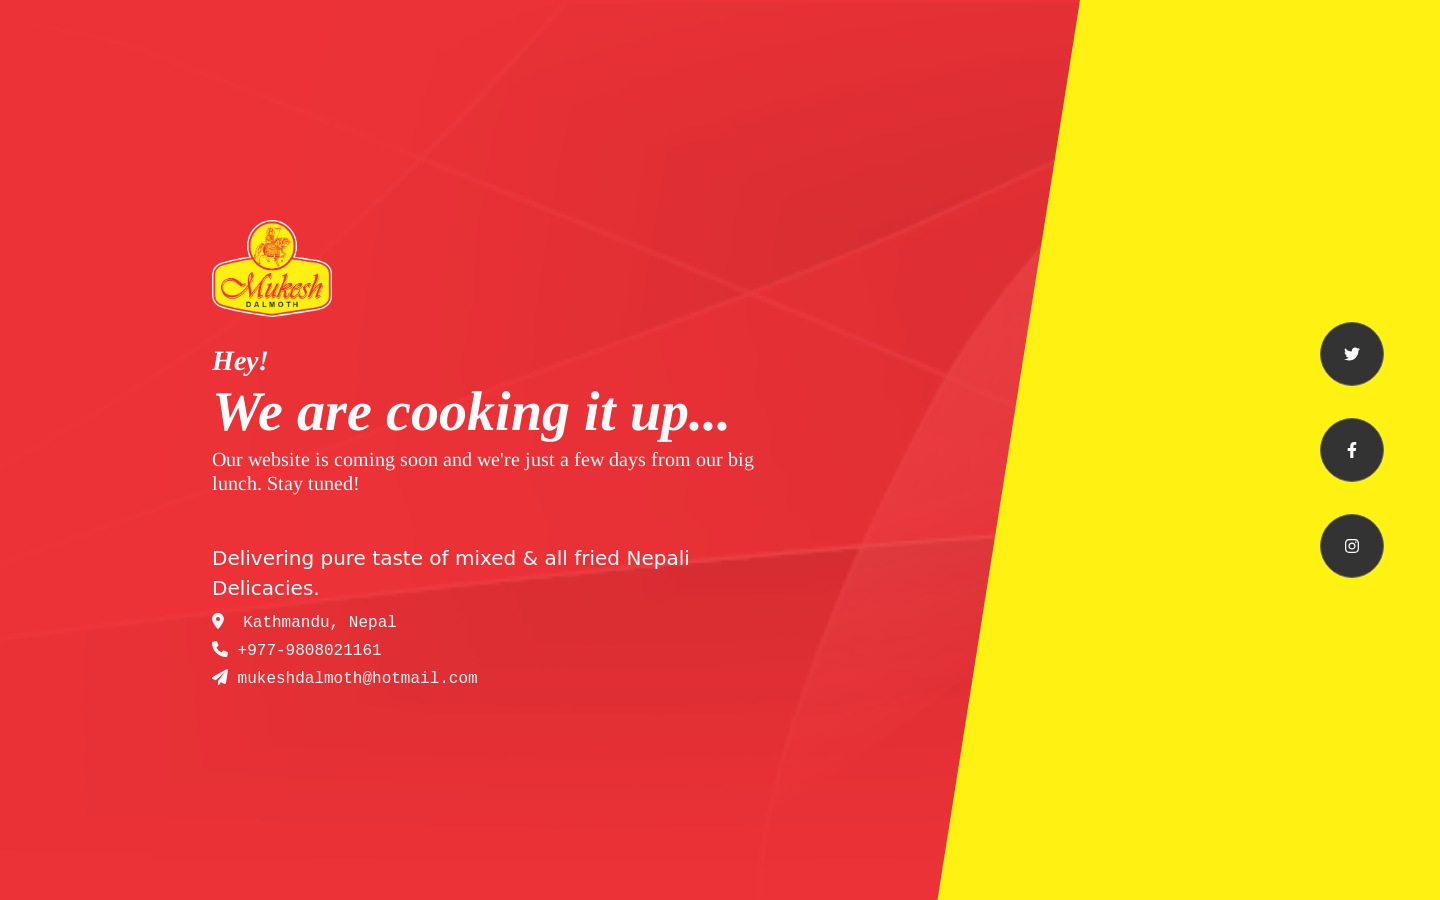 Mukesh
DALMOTH
Hey!
We are cooking it up...
Our website is coming soon and we're just a few days from our big
lunch. Stay tuned!
Delivering pure taste of mixed & all fried Nepali
Delicacies.
Kathmandu, Nepal
+977-9808021161
mukeshdalmoth@hotmail.com